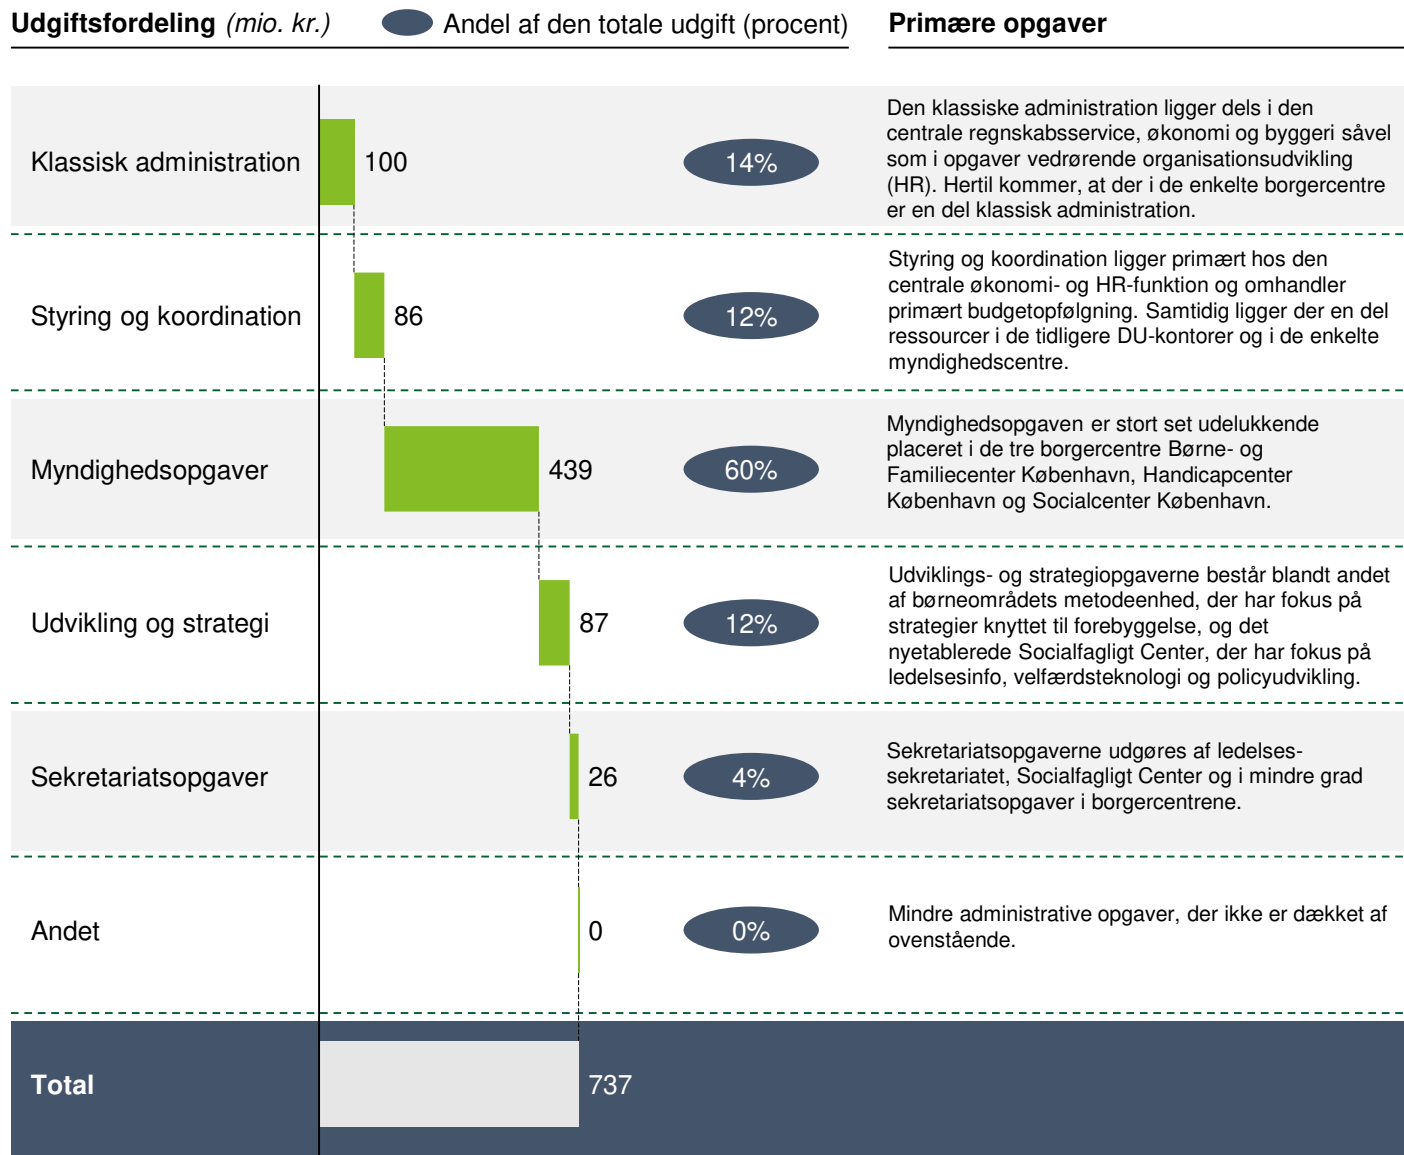 Udgiftsfordeling (mio. kr.) Andel af den totale udgift (procent) Primære opgaver
Klassisk administration 100 14%
Den klassiske administration ligger dels i den
centrale regnskabsservice, økonomi og byggeri såvel
som i opgaver vedrørende organisationsudvikling
(HR). Hertil kommer, at der i de enkelte borgercentre
er en del klassisk administration.
Styring og koordination 86 12%
Styring og koordination ligger primært hos den
centrale økonomi- og HR-funktion og omhandler
primært budgetopfølgning. Samtidig ligger der en del
ressourcer i de tidligere DU-kontorer og i de enkelte
myndighedscentre.
Myndighedsopgaver 439 60%
Myndighedsopgaven er stort set udelukkende
placeret i de tre borgercentre Børne- og
Familiecenter København, Handicapcenter
København og Socialcenter København.
Udvikling og strategi 87 12%
Udviklings- og strategiopgaverne består blandt andet
af børneområdets metodeenhed, der har fokus på
strategier knyttet til forebyggelse, og det
nyetablerede Socialfagligt Center, der har fokus på
ledelsesinfo, velfærdsteknologi og policyudvikling.
Sekretariatsopgaver 26 4%
Sekretariatsopgaverne udgøres af ledelses-
sekretariatet, Socialfagligt Center og i mindre grad
sekretariatsopgaver i borgercentrene.
Andet 0 0%
Mindre administrative opgaver, der ikke er dækket af
ovenstående.
Total 737